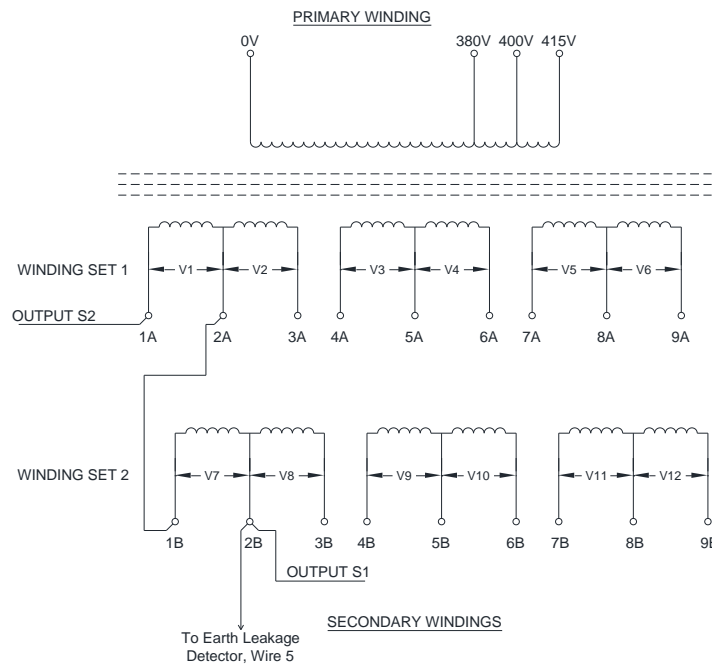 PRIMARY WINDING
0V 380V 400V 415V
WINDING SET 1
V1 V2 V3 V4 V5 V6
OUTPUT S2
1A 2A 3A 4A 5A 6A 7A 8A 9A
WINDING SET 2
V7 V8 V9 V10 V11 V12
1B 2B 3B 4B 5B 6B 7B 8B 9B
OUTPUT S1
SECONDARY WINDINGS
To Earth Leakage
Detector, Wire 5